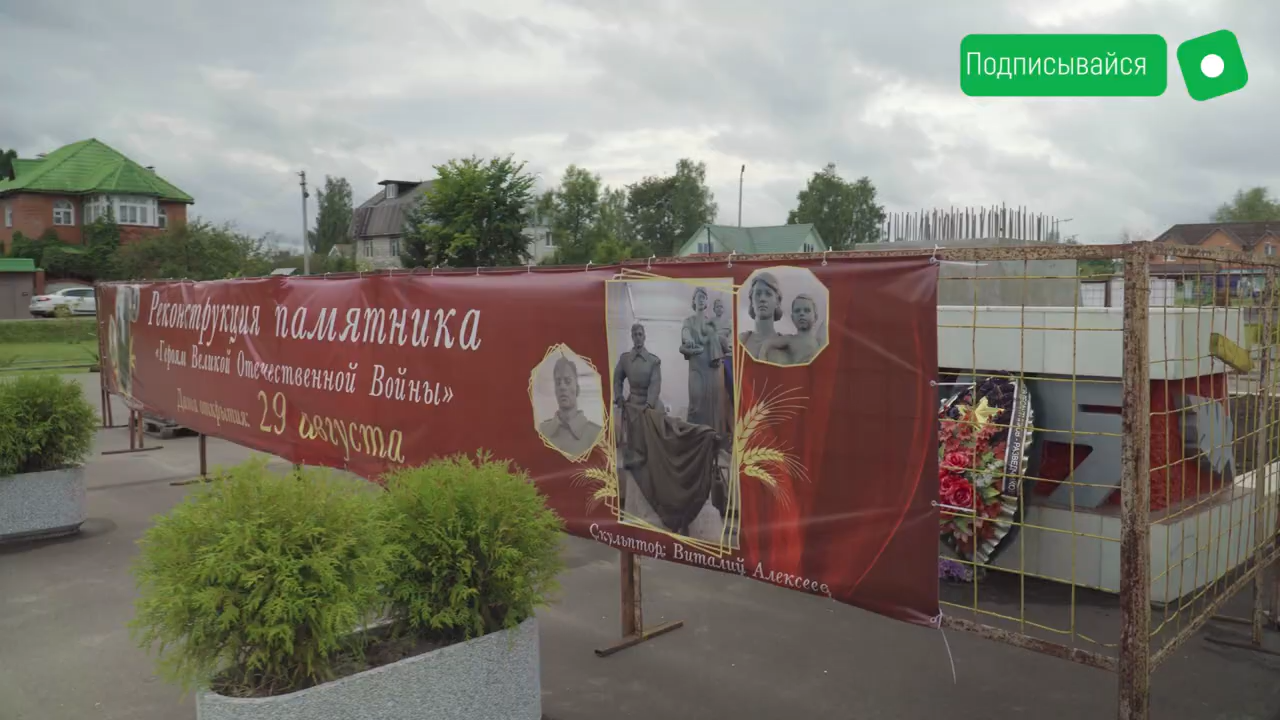 Подписывайся
Реконструкция памятника
«Героям Великой Отечественной Войны»
Дата открытия: 29 августа
Скульптор: Виталий Алексеев